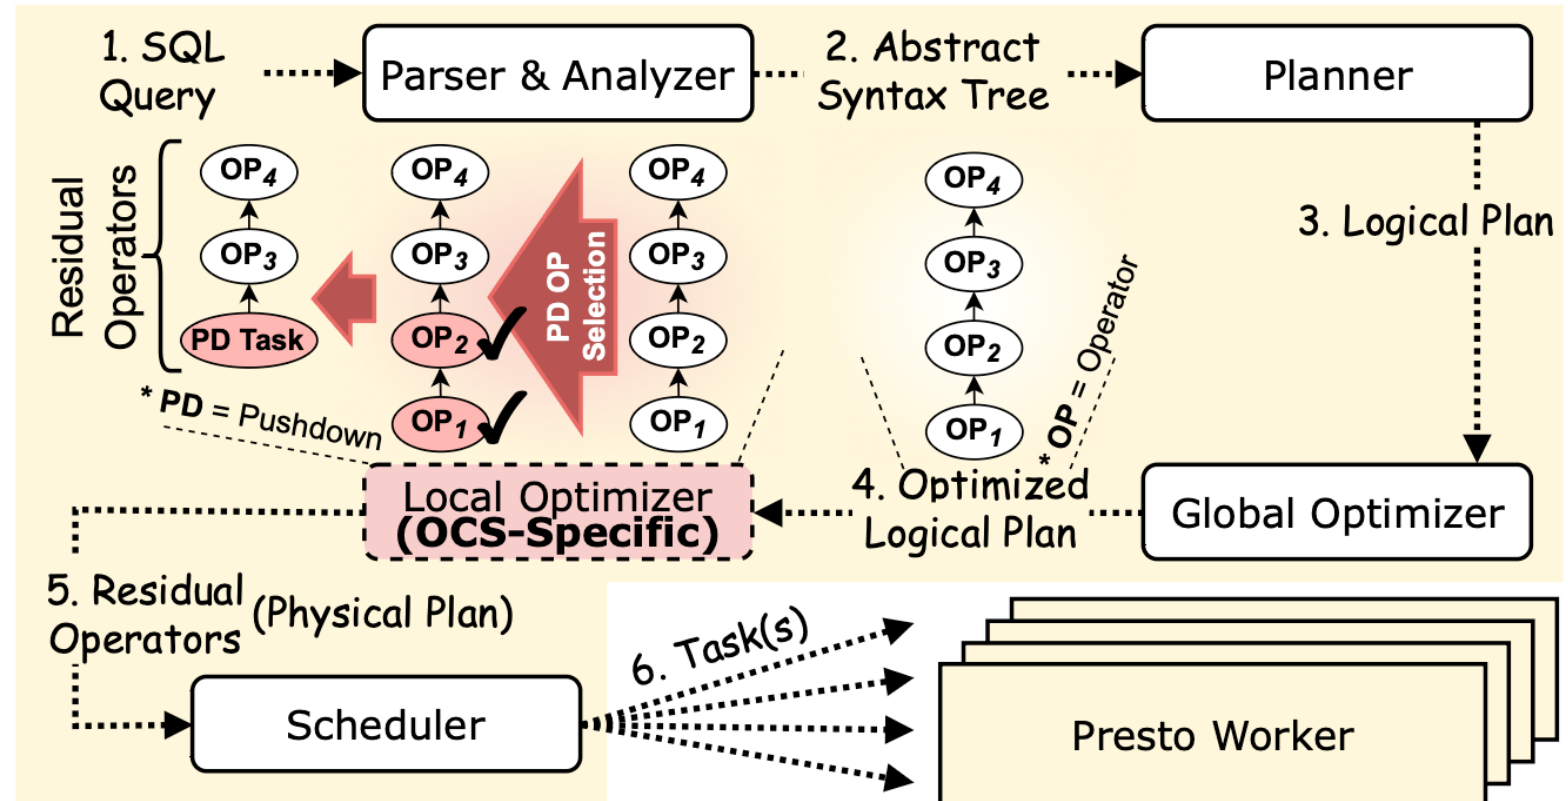 1. SQL
Query
Parser & Analyzer
2. Abstract
Syntax Tree
Planner
3. Logical Plan
Residual
Operators
OP4
OP3
PD Task
OP4
OP3
OP2
OP1
PD OP
Selection
OP4
OP3
OP2
OP1
OP4
OP3
OP2
OP1
* PD = Pushdown
* OP = Operator
Local Optimizer
(OCS-Specific)
4. Optimized
Logical Plan
Global Optimizer
5. Residual
Operators
(Physical Plan)
Scheduler
6. Task(s)
Presto Worker